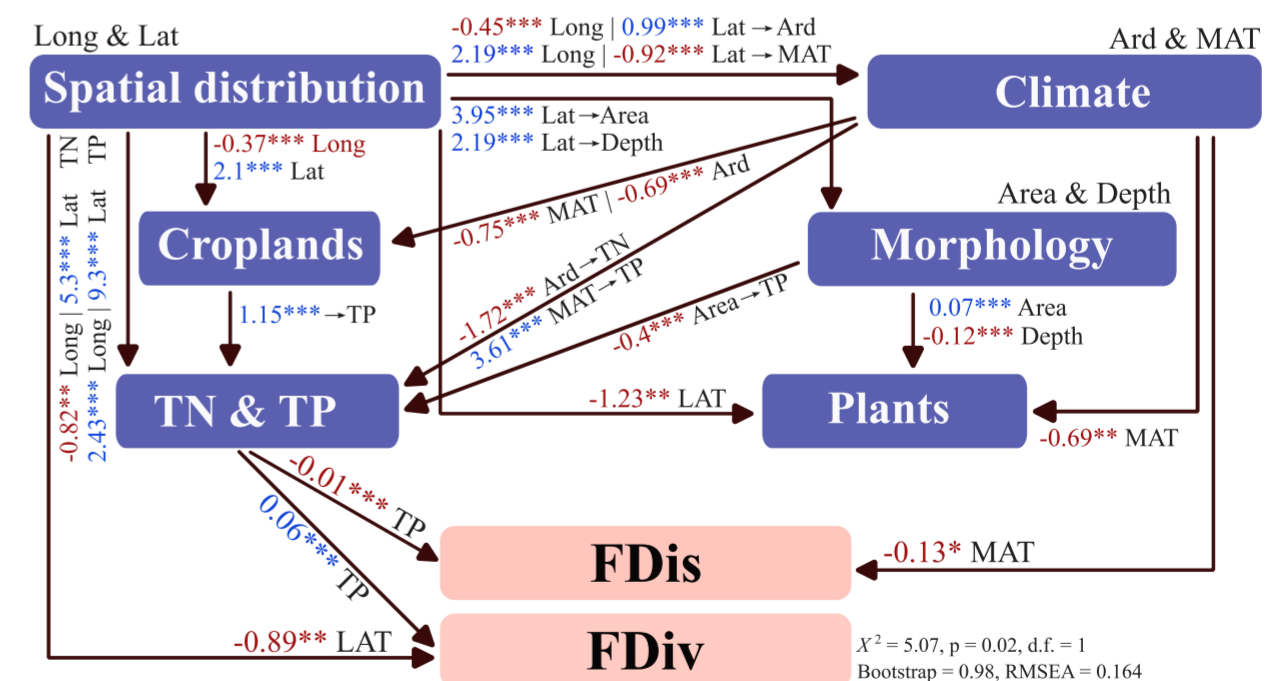 Long & Lat
-0.45*** Long | 0.99*** Lat→Ard
2.19*** Long | -0.92*** Lat→MAT
Ard & MAT
Spatial distribution
Climate
3.95*** Lat→Area
2.19*** Lat→Depth
-0.37*** Long
2.1*** Lat
-0.82** Long | 5.3*** Lat TN
2.43*** Long | 9.3*** Lat TP
-0.75*** MAT | -0.69*** Ard
Area & Depth
Croplands
Morphology
1.15***→TP
-1.72*** Ard→TN
3.61*** MAT→TP
-0.4*** Area→TP
0.07*** Area
-0.12*** Depth
TN & TP
-1.23** LAT
Plants
-0.69** MAT
-0.01*** TP
0.06*** TP
FDis
-0.13* MAT
-0.89** LAT
FDiv
X² = 5.07, p = 0.02, d.f. = 1
Bootstrap = 0.98, RMSEA = 0.164